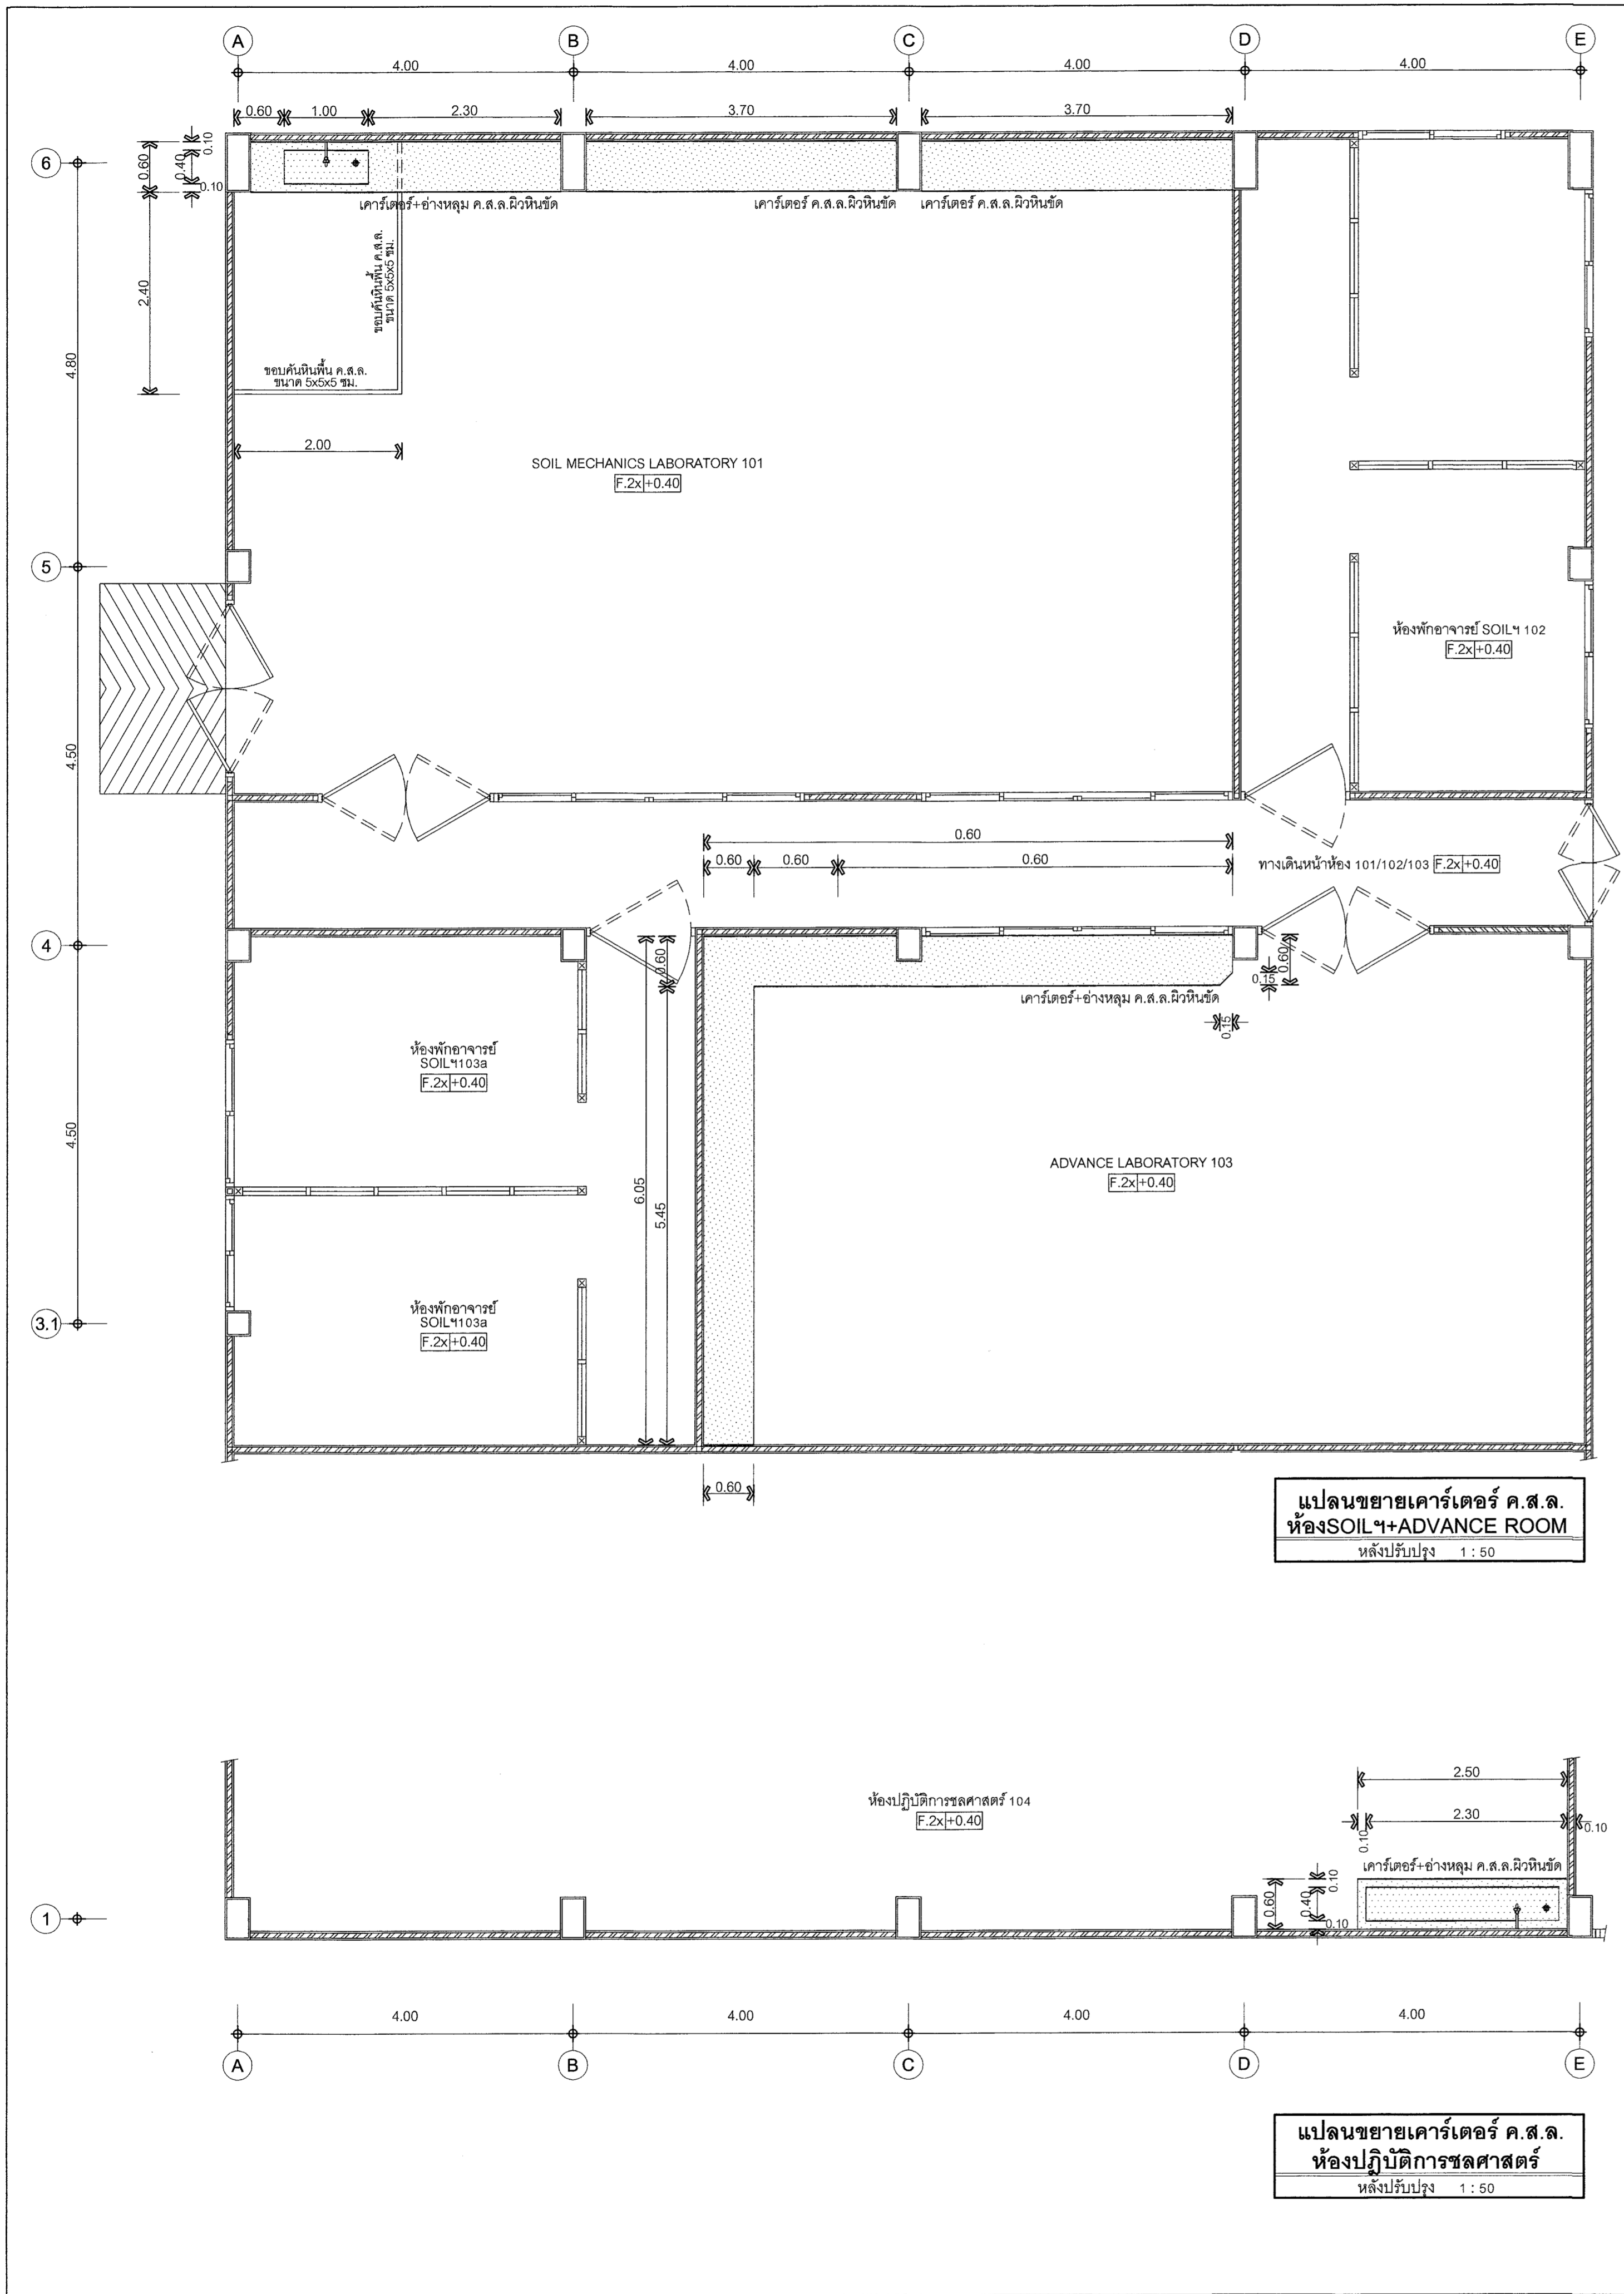 A B C D E
4.00 4.00 4.00 4.00
0.60 1.00 2.30 3.70 3.70
0.10
0.60 0.40
0.10
6
เคาร์เตอร์+อ่างหลุม ค.ส.ล.ผิวหินขัด เคาร์เตอร์ ค.ส.ล.ผิวหินขัด เคาร์เตอร์ ค.ส.ล.ผิวหินขัด
ขอบคันหินพื้น ค.ส.ล.
ขนาด 5x5x5 ซม.
2.40
4.80
ขอบคันหินพื้น ค.ส.ล.
ขนาด 5x5x5 ซม.
2.00
SOIL MECHANICS LABORATORY 101
F.2x +0.40
5
ห้องพักอาจารย์ SOILฯ 102
F.2x +0.40
4.50
0.60
0.60 0.60 0.60
ทางเดินหน้าห้อง 101/102/103 F.2x +0.40
4
0.60
0.60
0.15
เคาร์เตอร์+อ่างหลุม ค.ส.ล.ผิวหินขัด
0.15
ห้องพักอาจารย์
SOILฯ103a
F.2x +0.40
4.50
ADVANCE LABORATORY 103
F.2x +0.40
6.05
5.45
3.1
ห้องพักอาจารย์
SOILฯ103a
F.2x +0.40
0.60
แปลนขยายเคาร์เตอร์ ค.ส.ล.
ห้องSOILฯ+ADVANCE ROOM
หลังปรับปรุง 1 : 50
2.50
ห้องปฏิบัติการชลศาสตร์ 104
F.2x +0.40
2.30
0.10
0.10
เคาร์เตอร์+อ่างหลุม ค.ส.ล.ผิวหินขัด
0.10
0.60 0.40
0.10
1
4.00 4.00 4.00 4.00
A B C D E
แปลนขยายเคาร์เตอร์ ค.ส.ล.
ห้องปฏิบัติการชลศาสตร์
หลังปรับปรุง 1 : 50